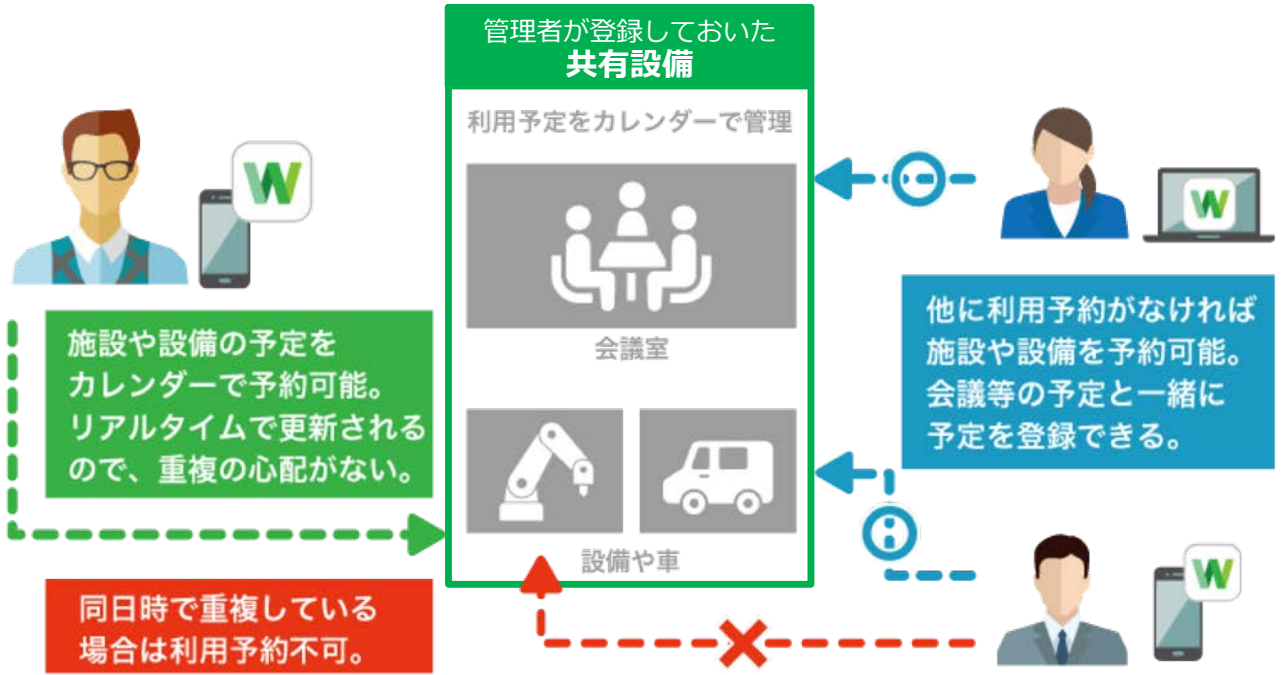 管理者が登録しておいた
共有設備
利用予定をカレンダーで管理
会議室
設備や車
W
施設や設備の予定を
カレンダーで予約可能。
リアルタイムで更新される
ので、重複の心配がない。
同日時で重複している
場合は利用予約不可。
W
他に利用予約がなければ
施設や設備を予約可能。
会議等の予定と一緒に
予定を登録できる。
W